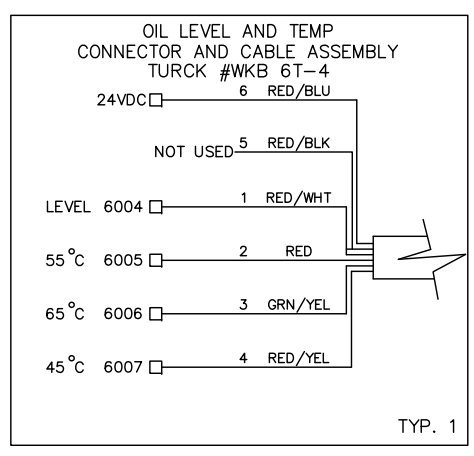 OIL LEVEL AND TEMP
CONNECTOR AND CABLE ASSEMBLY
TURCK #WKB 6T-4
24VDC 6 RED/BLU
NOT USED 5 RED/BLK
LEVEL 6004 1 RED/WHT
55°C 6005 2 RED
65°C 6006 3 GRN/YEL
45°C 6007 4 RED/YEL
TYP. 1